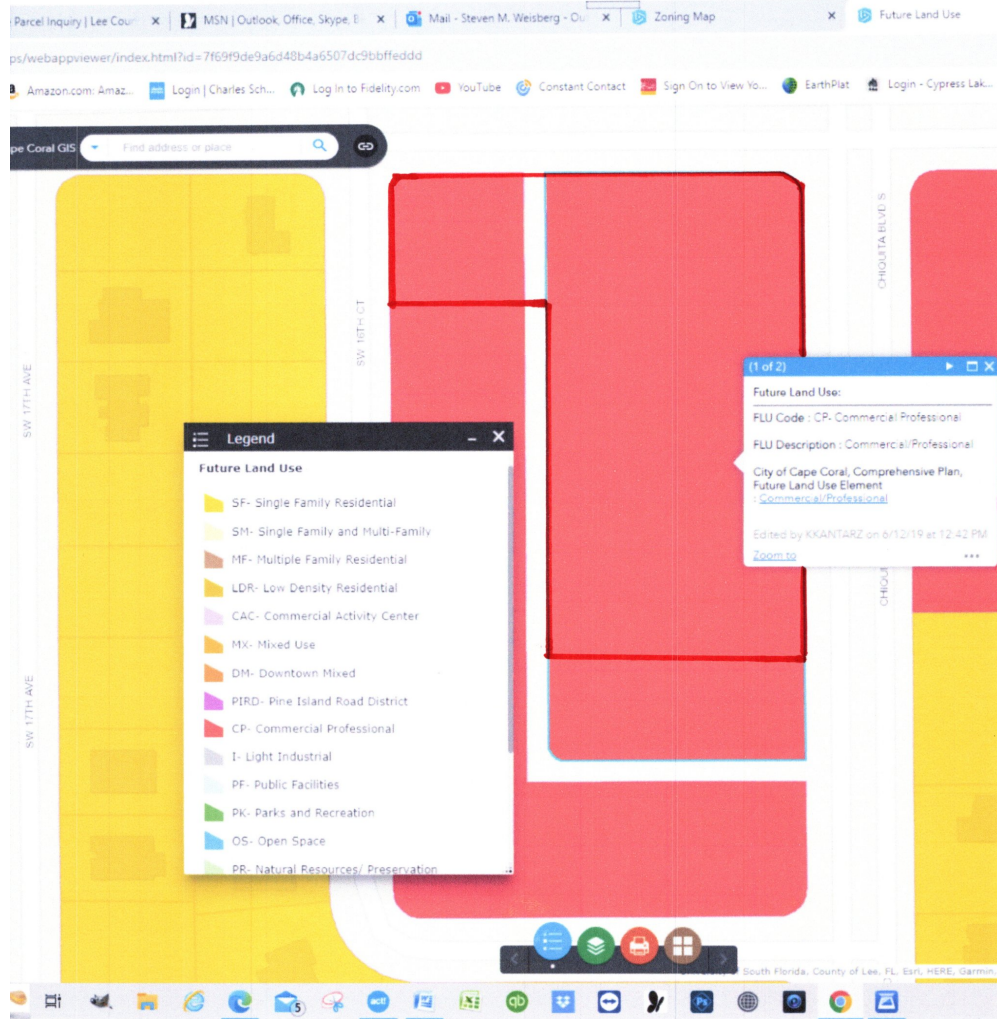 Parcel Inquiry | Lee Coun
MSN | Outlook, Office, Skype, B
Mail - Steven M. Weisberg - Ou
Zoning Map
Future Land Use
ps/webappviewer/index.html?id=7f69f9de9a6d48b4a6507dc9bbffeddd
Amazon.com: Amaz...
Login | Charles Sch...
Log In to Fidelity.com
YouTube
Constant Contact
Sign On to View Yo...
EarthPlat
Login - Cypress Lak...
pe Coral GIS
Find address or place
CHIQUITA BLVD S
SW 16TH CT
SW 17TH AVE
(1 of 2)
Future Land Use:
FLU Code : CP- Commercial Professional
FLU Description : Commercial/Professional
City of Cape Coral, Comprehensive Plan,
Future Land Use Element
: Commercial/Professional
Edited by KKANTARZ on 6/12/19 at 12:42 PM
Zoom to
CHIQU
Legend
Future Land Use
SF- Single Family Residential
SM- Single Family and Multi-Family
MF- Multiple Family Residential
LDR- Low Density Residential
CAC- Commercial Activity Center
MX- Mixed Use
DM- Downtown Mixed
PIRD- Pine Island Road District
CP- Commercial Professional
I- Light Industrial
PF- Public Facilities
PK- Parks and Recreation
OS- Open Space
PR- Natural Resources/ Preservation
SW 17TH AVE
South Florida, County of Lee, FL, Esri, HERE, Garmin,
5
act!
qb
Ps